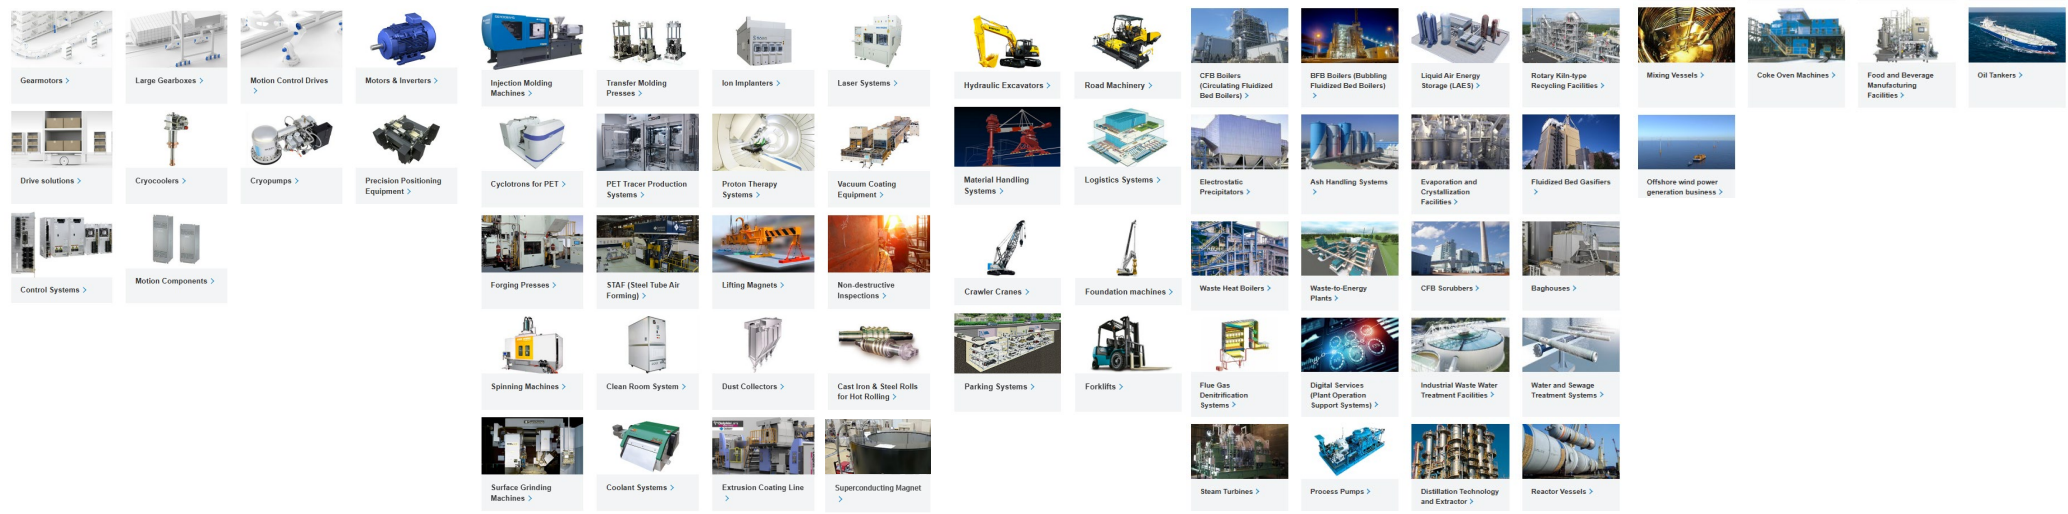 Gearmotors >
Large Gearboxes >
Motion Control Drives
>
Motors & Inverters >
Drive solutions >
Cryocoolers >
Cryopumps >
Precision Positioning
Equipment >
Control Systems >
Motion Components >
Injection Molding
Machines >
Transfer Molding
Presses >
Ion Implanters >
Laser Systems >
Cyclotrons for PET >
PET Tracer Production
Systems >
Proton Therapy
Systems >
Vacuum Coating
Equipment >
Forging Presses >
STAF (Steel Tube Air
Forming) >
Lifting Magnets >
Non-destructive
Inspections >
Spinning Machines >
Clean Room System >
Dust Collectors >
Cast Iron & Steel Rolls
for Hot Rolling >
Surface Grinding
Machines >
Coolant Systems >
Extrusion Coating Line
>
Superconducting Magnet
>
Hydraulic Excavators >
Road Machinery >
Material Handling
Systems >
Logistics Systems >
Crawler Cranes >
Foundation machines >
Parking Systems >
Forklifts >
CFB Boilers
(Circulating Fluidized
Bed Boilers) >
BFB Boilers (Bubbling
Fluidized Bed Boilers)
>
Liquid Air Energy
Storage (LAES) >
Rotary Kiln-type
Recycling Facilities >
Electrostatic
Precipitators >
Ash Handling Systems
>
Evaporation and
Crystallization
Facilities >
Fluidized Bed Gasifiers
>
Waste Heat Boilers >
Waste-to-Energy
Plants >
CFB Scrubbers >
Baghouses >
Flue Gas
Denitrification
Systems >
Digital Services
(Plant Operation
Support Systems) >
Industrial Waste Water
Treatment Facilities >
Water and Sewage
Treatment Systems >
Steam Turbines >
Process Pumps >
Distillation Technology
and Extractor >
Reactor Vessels >
Mixing Vessels >
Coke Oven Machines >
Food and Beverage
Manufacturing
Facilities >
Oil Tankers >
Offshore wind power
generation business >